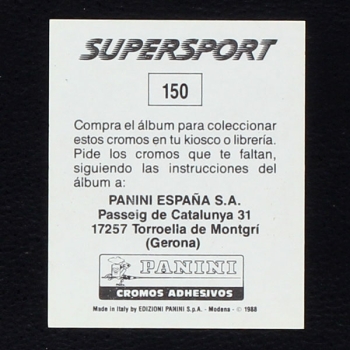 SUPERSPORT
150
Compra el álbum para coleccionar
estos cromos en tu kiosco o librería.
Pide los cromos que te faltan,
siguiendo las instrucciones del
álbum a:
PANINI ESPAÑA S.A.
Passeig de Catalunya 31
17257 Torroella de Montgrí
(Gerona)
PANINI
CROMOS ADHESIVOS
Made in Italy by EDIZIONI PANINI S.p.A. - Modena - © 1988